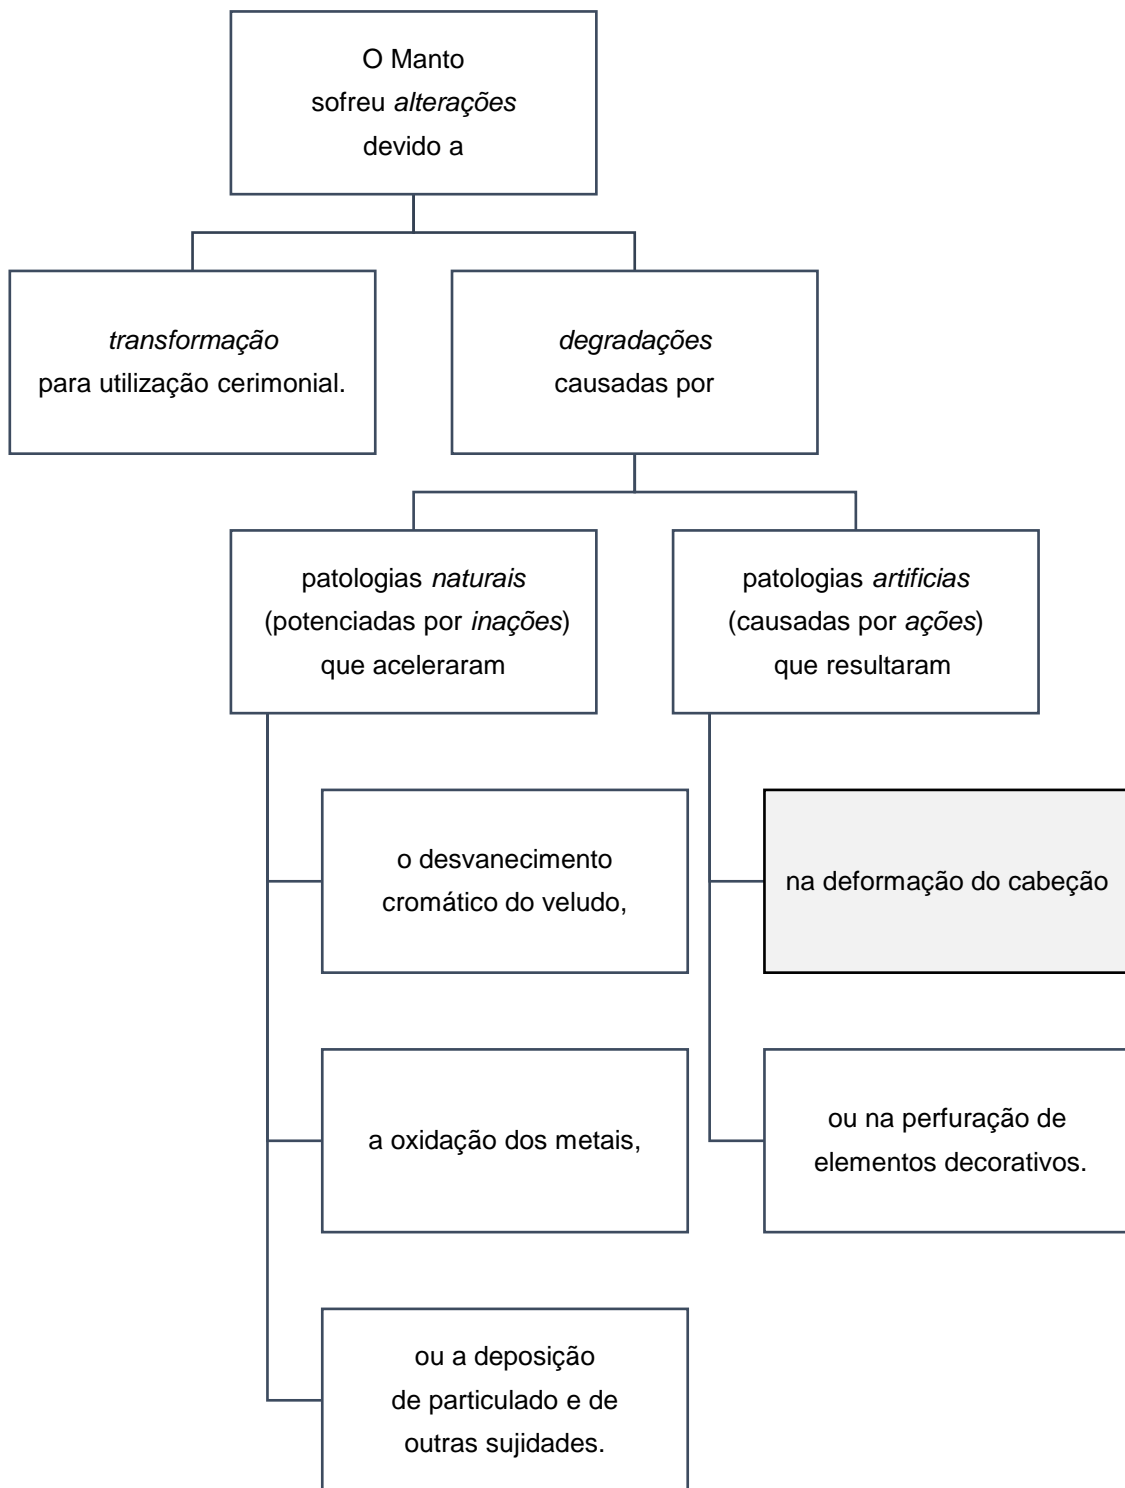 O Manto
sofreu alterações
devido a
transformação
para utilização cerimonial.
degradações
causadas por
patologias naturais
(potenciadas por inações)
que aceleraram
patologias artificias
(causadas por ações)
que resultaram
o desvanecimento
cromático do veludo,
na deformação do cabeção
a oxidação dos metais,
ou na perfuração de
elementos decorativos.
ou a deposição
de particulado e de
outras sujidades.